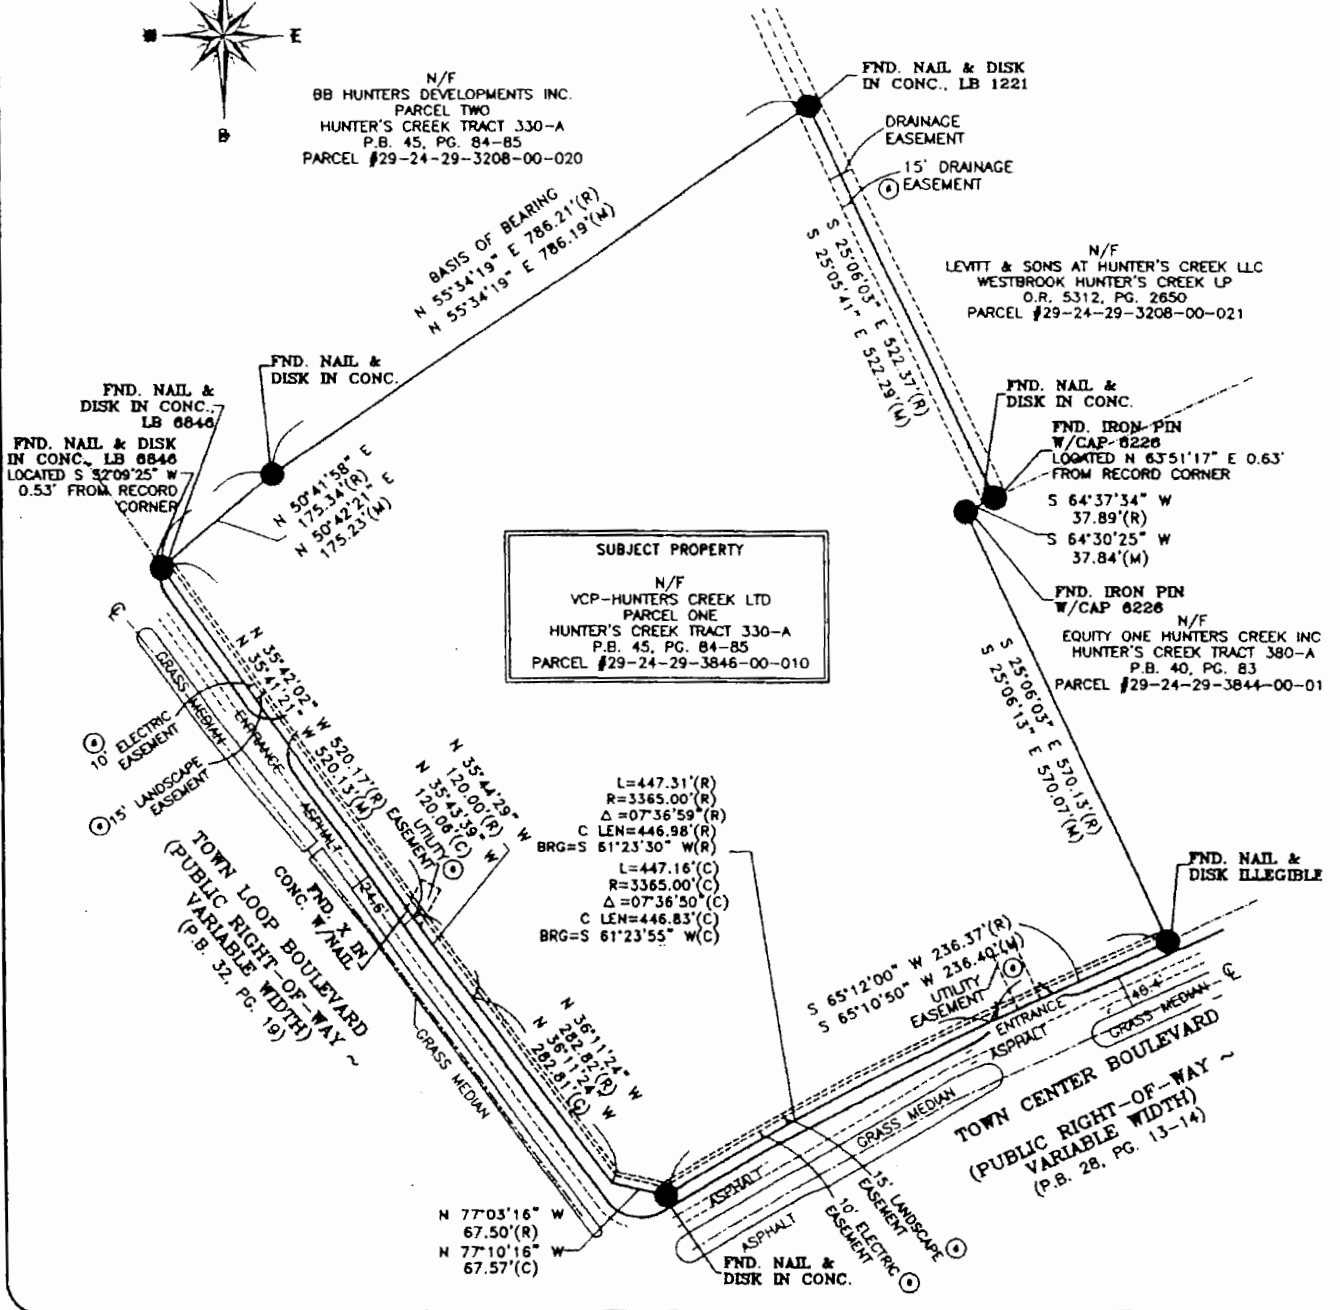 E
N/F
BB HUNTERS DEVELOPMENTS INC.
PARCEL TWO
HUNTER'S CREEK TRACT 330-A
P.B. 45, PG. 84-85
PARCEL #29-24-29-3208-00-020
FND. NAIL & DISK
IN CONC., LB 1221
DRAINAGE
EASEMENT
15' DRAINAGE
EASEMENT
BASIS OF BEARING
N 55°34'19" E 786.21'(R)
N 55°34'19" E 786.19'(M)
S 25°06'03" E 522.37'(R)
S 25°05'41" E 522.29'(M)
N/F
LEVITT & SONS AT HUNTER'S CREEK LLC
WESTBROOK HUNTER'S CREEK LP
O.R. 5312, PG. 2650
PARCEL #29-24-29-3208-00-021
FND. NAIL &
DISK IN CONC.
FND. NAIL &
DISK IN CONC.,
LB 6846
FND. NAIL & DISK
IN CONC., LB 6846
LOCATED S 32°09'25" W
0.53' FROM RECORD
CORNER
N 50°41'58" E
175.34'(R)
N 50°42'21" E
175.23'(M)
FND. NAIL &
DISK IN CONC.
FND. IRON PIN
W/CAP 6226
LOCATED N 63°51'17" E 0.63'
FROM RECORD CORNER
S 64°37'34" W
37.89'(R)
S 64°30'25" W
37.84'(M)
FND. IRON PIN
W/CAP 6226
N/F
EQUITY ONE HUNTERS CREEK INC
HUNTER'S CREEK TRACT 380-A
P.B. 40, PG. 83
PARCEL #29-24-29-3844-00-01
SUBJECT PROPERTY
N/F
VCP-HUNTERS CREEK LTD
PARCEL ONE
HUNTER'S CREEK TRACT 330-A
P.B. 45, PG. 84-85
PARCEL #29-24-29-3846-00-010
S 25°06'03" E 570.13'(R)
S 25°06'13" E 570.07'(M)
N 35°42'02" W 520.17'(R)
N 35°41'21" W 520.13'(M)
GRASS MEDIAN
ENTRANCE
ASPHALT
10' ELECTRIC
EASEMENT
15' LANDSCAPE
EASEMENT
UTILITY
EASEMENT
N 35°44'29" W
120.00'(R)
N 35°43'39" W
120.06'(C)
L=447.31'(R)
R=3365.00'(R)
Δ =07°36'59"(R)
C LEN=446.98'(R)
BRG=S 61°23'30" W(R)
L=447.16'(C)
R=3365.00'(C)
Δ =07°36'50"(C)
C LEN=446.83'(C)
BRG=S 61°23'55" W(C)
FND. NAIL &
DISK ILLEGIBLE
TOWN LOOP BOULEVARD
(PUBLIC RIGHT-OF-WAY ~
VARIABLE WIDTH)
(P.B. 32, PG. 19)
FND. X IN
CONC. W/NAIL
24.6'
GRASS MEDIAN
N 36°11'24" W
282.82'(R)
N 36°11'24" W
282.81'(C)
S 65°12'00" W 236.37'(R)
S 65°10'50" W 236.40'(M)
UTILITY
EASEMENT
ENTRANCE
ASPHALT
48.4'
GRASS MEDIAN
TOWN CENTER BOULEVARD
(PUBLIC RIGHT-OF-WAY ~
VARIABLE WIDTH)
(P.B. 28, PG. 13-14)
GRASS MEDIAN
ASPHALT
ASPHALT
15' LANDSCAPE
EASEMENT
10' ELECTRIC
EASEMENT
N 77°03'16" W
67.50'(R)
N 77°10'16" W
67.57'(C)
FND. NAIL &
DISK IN CONC.